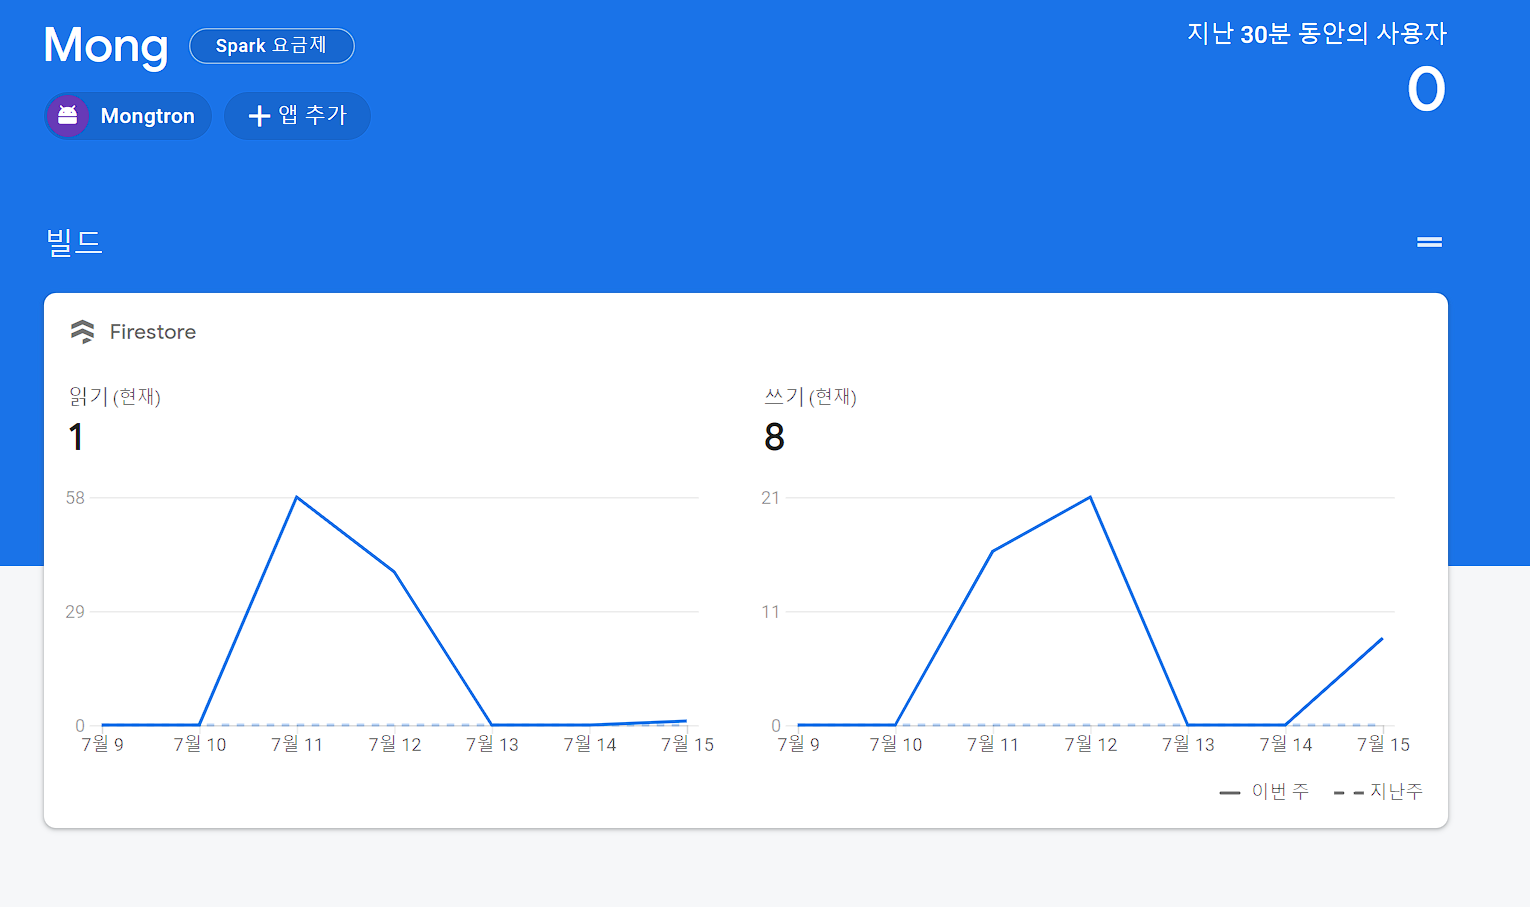 Mong
Spark 요금제
지난 30분 동안의 사용자
0
Mongtron
앱 추가
빌드
Firestore
읽기 (현재)
1
58
29
0
7월 9 7월 10 7월 11 7월 12 7월 13 7월 14 7월 15
쓰기 (현재)
8
21
11
0
7월 9 7월 10 7월 11 7월 12 7월 13 7월 14 7월 15
이번 주 지난주